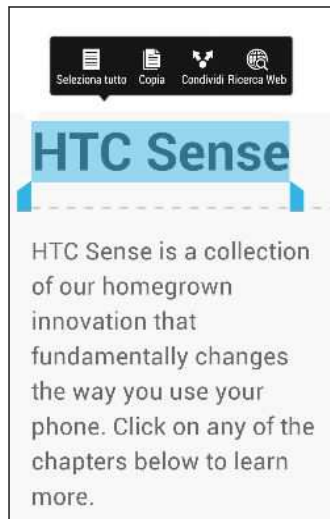 Seleziona tutto Copia Condividi Ricerca Web
HTC Sense
HTC Sense is a collection
of our homegrown
innovation that
fundamentally changes
the way you use your
phone. Click on any of the
chapters below to learn
more.